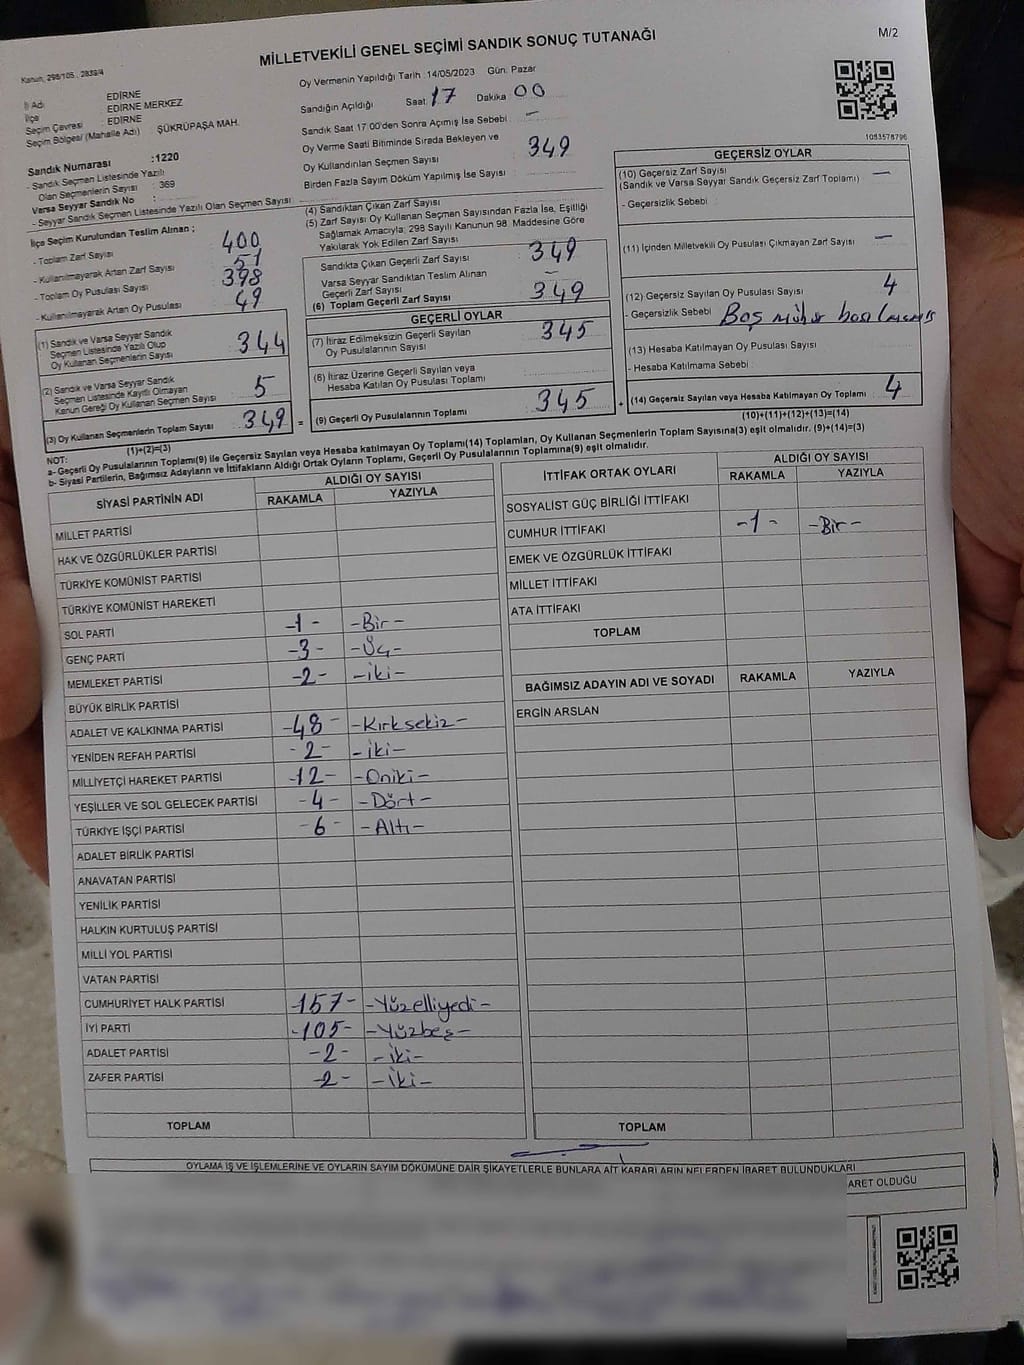 M/2
MİLLETVEKİLİ GENEL SEÇİMİ SANDIK SONUÇ TUTANAĞI
Kanun, 298/105, 2839/4
İl Adı : EDİRNE
İlçe : EDİRNE MERKEZ
Seçim Çevresi : EDİRNE
Seçim Bölgesi (Mahalle Adı) ŞÜKRÜPAŞA MAH.
Sandık Numarası :1220
- Sandık Seçmen Listesinde Yazılı
Olan Seçmenlerin Sayısı : 369
Varsa Seyyar Sandık No :
- Seyyar Sandık Seçmen Listesinde Yazılı Olan Seçmen Sayısı
İlçe Seçim Kurulundan Teslim Alınan ;
- Toplam Zarf Sayısı : 400
- Kullanılmayarak Artan Zarf Sayısı : 51
- Toplam Oy Pusulası Sayısı : 398
- Kullanılmayarak Artan Oy Pusulası : 49
(1) Sandık ve Varsa Seyyar Sandık
Seçmen Listesinde Yazılı Olup
Oy Kullanan Seçmenlerin Sayısı : 344
(2) Sandık ve Varsa Seyyar Sandık
Seçmen Listesinde Kayıtlı Olmayan
Kanun Gereği Oy Kullanan Seçmen Sayısı : 5
(3) Oy Kullanan Seçmenlerin Toplam Sayısı : 349
(1)+(2)=(3)
Oy Vermenin Yapıldığı Tarih :14/05/2023 Gün: Pazar
Sandığın Açıldığı Saat: 17 Dakika 00
Sandık Saat 17:00'den Sonra Açımış İse Sebebi : —
Oy Verme Saati Bitiminde Sırada Bekleyen ve
Oy Kullandırılan Seçmen Sayısı : 349
Birden Fazla Sayım Döküm Yapılmış İse Sayısı :
(4) Sandıktan Çıkan Zarf Sayısı
(5) Zarf Sayısı Oy Kullanan Seçmen Sayısından Fazla İse, Eşitliği
Sağlamak Amacıyla; 298 Sayılı Kanunun 98. Maddesine Göre
Yakılarak Yok Edilen Zarf Sayısı
Sandıkta Çıkan Geçerli Zarf Sayısı : 349
Varsa Seyyar Sandıktan Teslim Alınan
Geçerli Zarf Sayısı : —
(6) Toplam Geçerli Zarf Sayısı : 349
GEÇERLİ OYLAR
(7) İtiraz Edilmeksizin Geçerli Sayılan
Oy Pusulalarının Sayısı : 345
(8) İtiraz Üzerine Geçerli Sayılan veya
Hesaba Katılan Oy Pusulası Toplamı :
= (9) Geçerli Oy Pusulalarının Toplamı : 345
1083578796
GEÇERSİZ OYLAR
(10) Geçersiz Zarf Sayısı : —
(Sandık ve Varsa Seyyar Sandık Geçersiz Zarf Toplamı)
- Geçersizlik Sebebi :
(11) İçinden Milletvekili Oy Pusulası Çıkmayan Zarf Sayısı : —
(12) Geçersiz Sayılan Oy Pusulası Sayısı : 4
- Geçersizlik Sebebi : Boş mühür basılmamış
(13) Hesaba Katılmayan Oy Pusulası Sayısı :
- Hesaba Katılmama Sebebi :
+ (14) Geçersiz Sayılan veya Hesaba Katılmayan Oy Toplamı : 4
(10)+(11)+(12)+(13)=(14)
NOT:
a- Geçerli Oy Pusulalarının Toplamı(9) ile Geçersiz Sayılan veya Hesaba katılmayan Oy Toplamı(14) Toplamları, Oy Kullanan Seçmenlerin Toplam Sayısına(3) eşit olmalıdır. (9)+(14)=(3)
b- Siyasi Partilerin, Bağımsız Adayların ve İttifakların Aldığı Ortak Oyların Toplamı, Geçerli Oy Pusulalarının Toplamına(9) eşit olmalıdır.
SİYASİ PARTİNİN ADI ALDIĞI OY SAYISI
RAKAMLA YAZIYLA
MİLLET PARTİSİ
HAK VE ÖZGÜRLÜKLER PARTİSİ
TÜRKİYE KOMÜNİST PARTİSİ
TÜRKİYE KOMÜNİST HAREKETİ
SOL PARTİ -1- -Bir-
GENÇ PARTİ -3- -Üç-
MEMLEKET PARTİSİ -2- -iki-
BÜYÜK BİRLİK PARTİSİ
ADALET VE KALKINMA PARTİSİ -48- -Kırksekiz-
YENİDEN REFAH PARTİSİ -2- -İki-
MİLLİYETÇİ HAREKET PARTİSİ -12- -Oniki-
YEŞİLLER VE SOL GELECEK PARTİSİ -4- -Dört-
TÜRKİYE İŞÇİ PARTİSİ -6- -Altı-
ADALET BİRLİK PARTİSİ
ANAVATAN PARTİSİ
YENİLİK PARTİSİ
HALKIN KURTULUŞ PARTİSİ
MİLLİ YOL PARTİSİ
VATAN PARTİSİ
CUMHURİYET HALK PARTİSİ -157- -Yüzelliyedi-
İYİ PARTİ -105- -Yüzbeş-
ADALET PARTİSİ -2- -İki-
ZAFER PARTİSİ -2- -İki-
TOPLAM
İTTİFAK ORTAK OYLARI ALDIĞI OY SAYISI
RAKAMLA YAZIYLA
SOSYALİST GÜÇ BİRLİĞİ İTTİFAKI
CUMHUR İTTİFAKI -1- -Bir-
EMEK VE ÖZGÜRLÜK İTTİFAKI
MİLLET İTTİFAKI
ATA İTTİFAKI
TOPLAM
BAĞIMSIZ ADAYIN ADI VE SOYADI RAKAMLA YAZIYLA
ERGİN ARSLAN
TOPLAM
OYLAMA İŞ VE İŞLEMLERİNE VE OYLARIN SAYIM DÖKÜMÜNE DAİR ŞİKAYETLERLE BUNLARA AİT KARARLARIN NELERDEN İBARET BULUNDUKLARI
ARET OLDUĞU